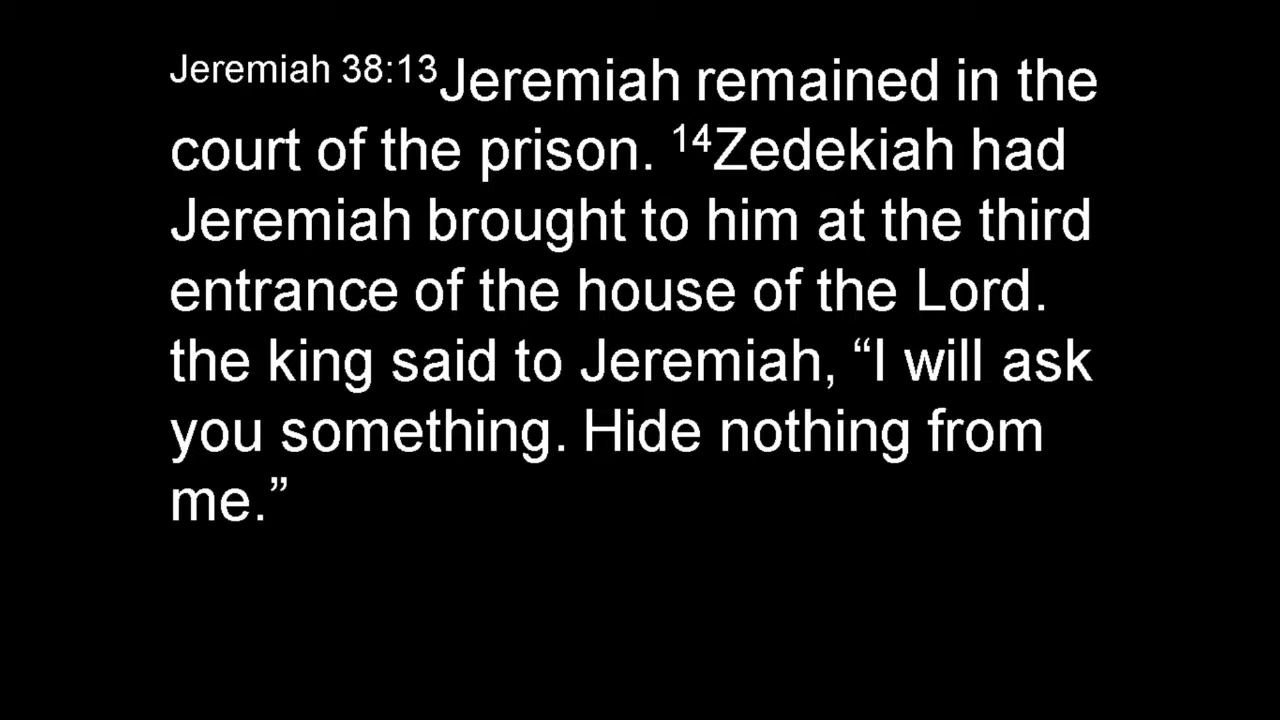 Jeremiah 38:13Jeremiah remained in the
court of the prison. 14Zedekiah had
Jeremiah brought to him at the third
entrance of the house of the Lord.
the king said to Jeremiah, “I will ask
you something. Hide nothing from
me.”